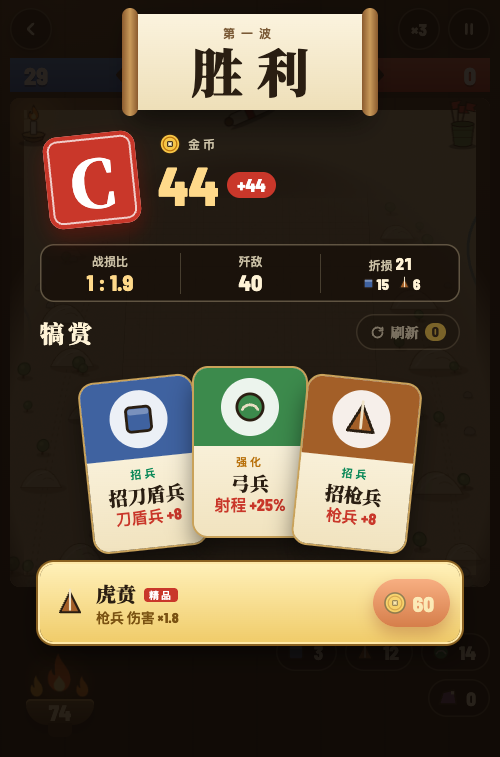 第一波
胜利
×3
29
0
C
金币
44 +44
战损比
1 : 1.9
歼敌
40
折损 21
15 6
犒赏
刷新 0
招兵
招刀盾兵
刀盾兵 +8
强化
弓兵
射程 +25%
招兵
招枪兵
枪兵 +8
虎贲 精品
枪兵 伤害 ×1.8
60
3 12 14
0
74